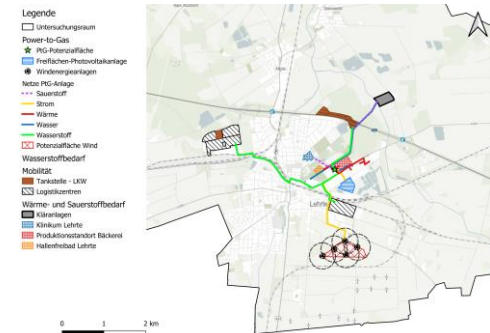 Legende
Untersuchungsraum
Power-to-Gas
PtG-Potenzialfläche
Freiflächen-Photovoltaikanlage
Windenergieanlagen
Netze PtG-Anlage
Sauerstoff
Strom
Wärme
Wasser
Wasserstoff
Potenzialfläche Wind
Wasserstoffbedarf
Mobilität
Tankstelle - LKW
Logistikzentren
Wärme- und Sauerstoffbedarf
Kläranlagen
Klinikum Lehrte
Produktionsstandort Bäckerei
Hallenfreibad Lehrte
0 1 2 km
Lehrte